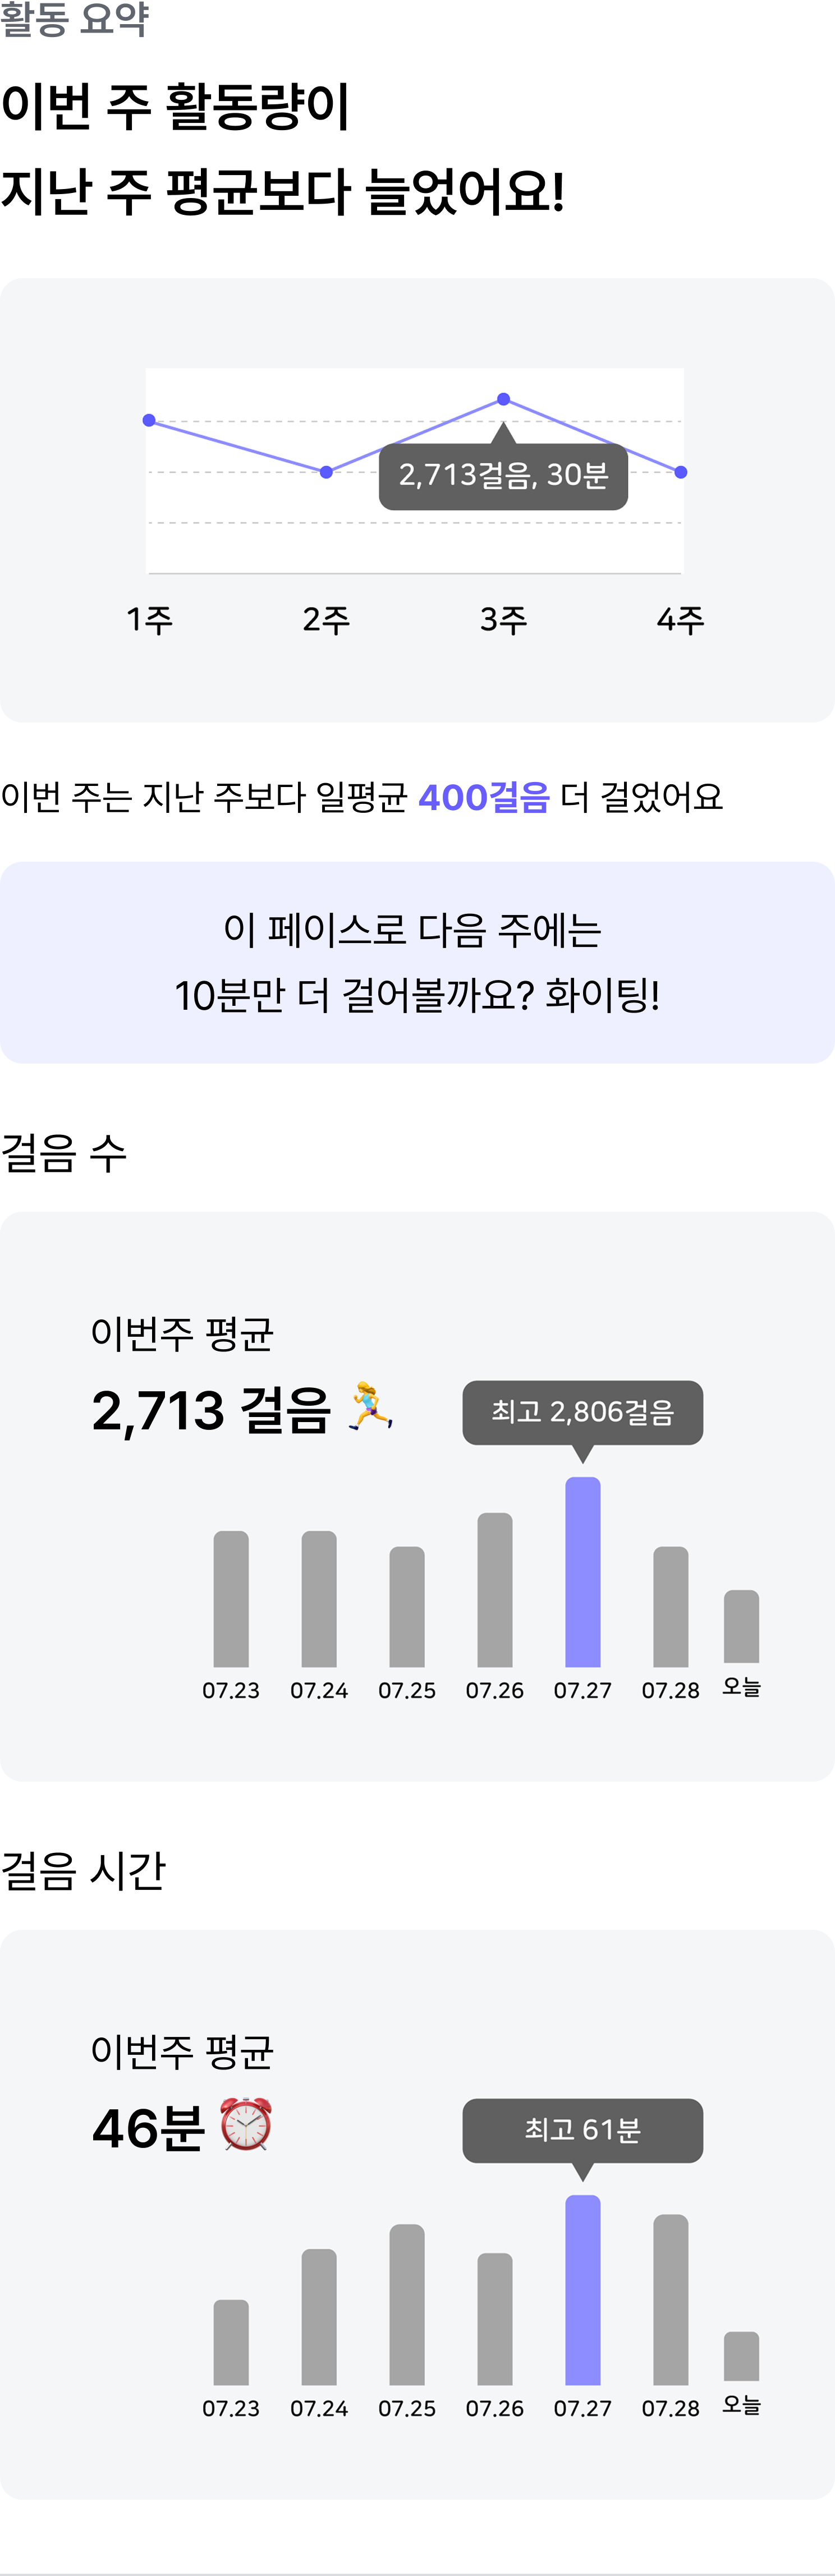 활동 요약
이번 주 활동량이
지난 주 평균보다 늘었어요!
2,713걸음, 30분
1주 2주 3주 4주
이번 주는 지난 주보다 일평균 400걸음 더 걸었어요
이 페이스로 다음 주에는
10분만 더 걸어볼까요? 화이팅!
걸음 수
이번주 평균
2,713 걸음
최고 2,806걸음
07.23 07.24 07.25 07.26 07.27 07.28 오늘
걸음 시간
이번주 평균
46분
최고 61분
07.23 07.24 07.25 07.26 07.27 07.28 오늘